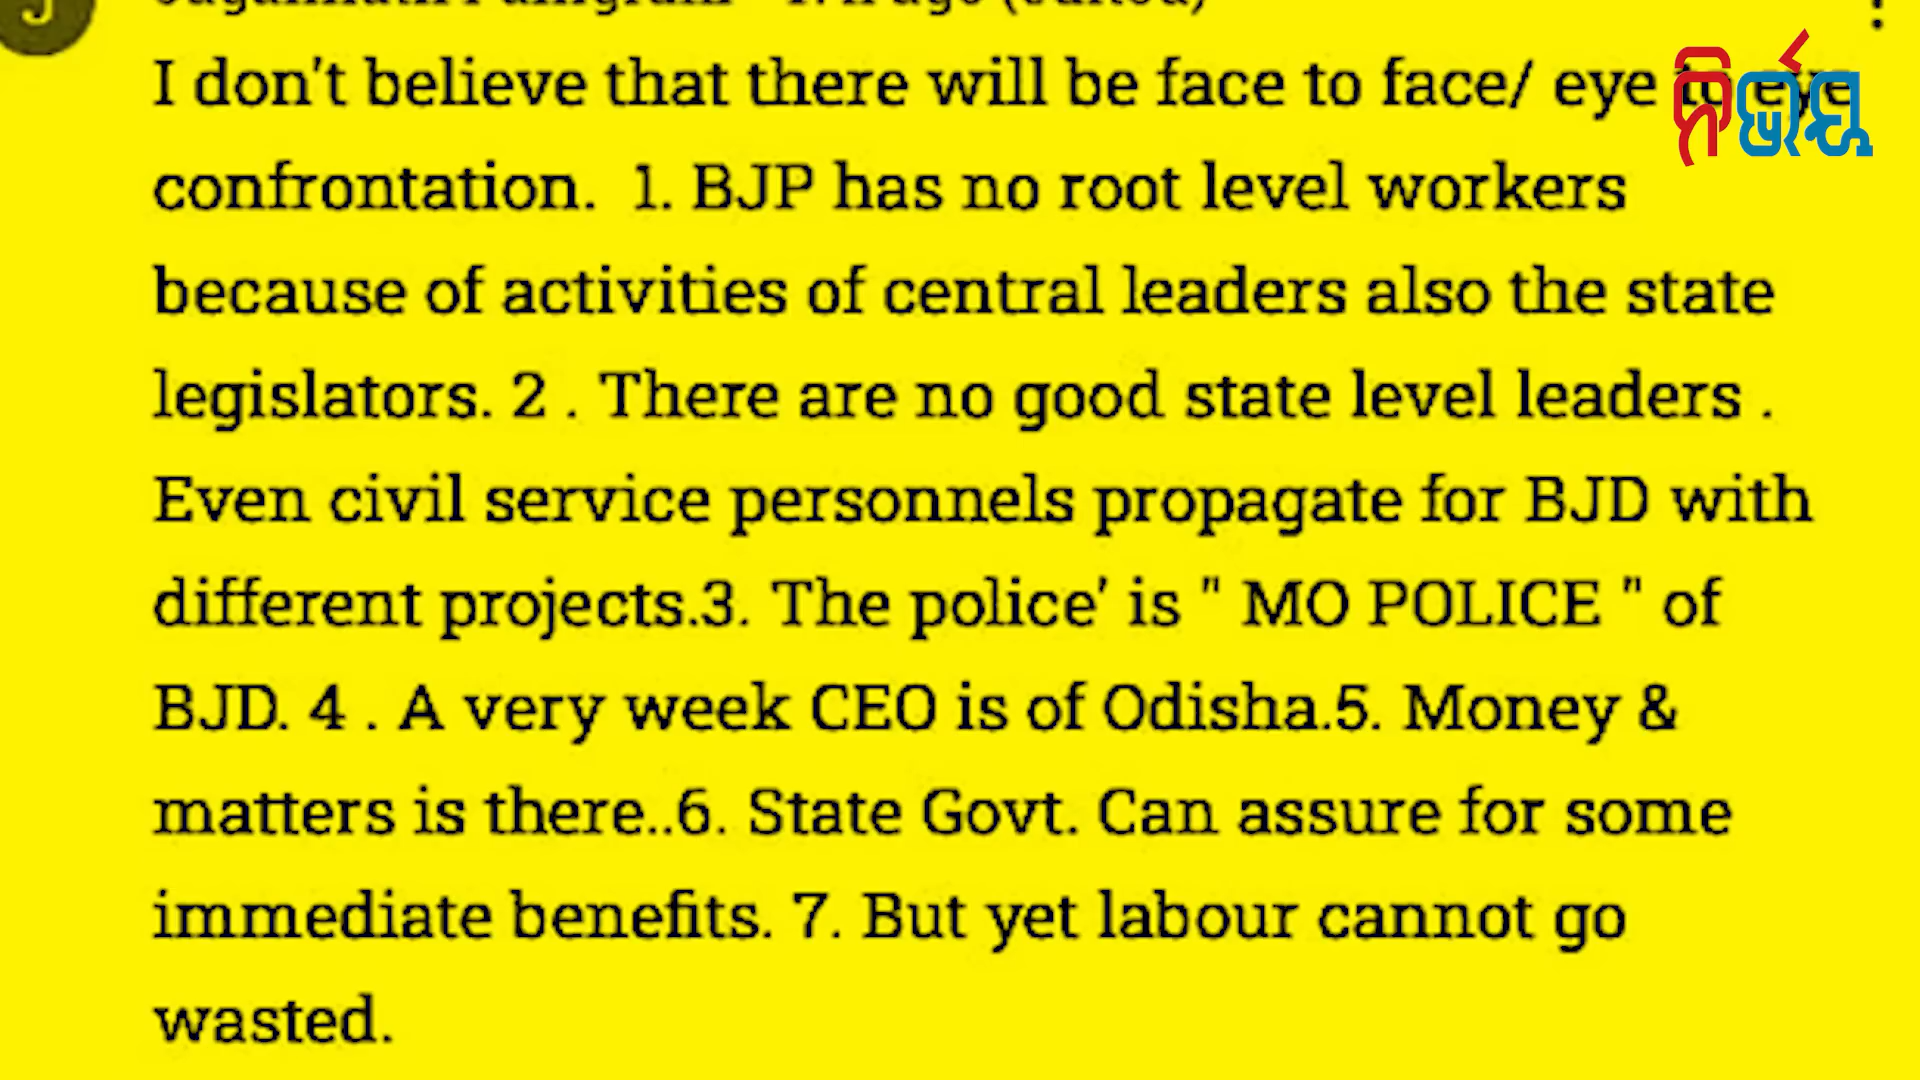 J
I don't believe that there will be face to face/ eye to eye
ନିର୍ଭୟ
confrontation. 1. BJP has no root level workers
because of activities of central leaders also the state
legislators. 2 . There are no good state level leaders .
Even civil service personnels propagate for BJD with
different projects.3. The police' is " MO POLICE " of
BJD. 4 . A very week CEO is of Odisha.5. Money &
matters is there..6. State Govt. Can assure for some
immediate benefits. 7. But yet labour cannot go
wasted.